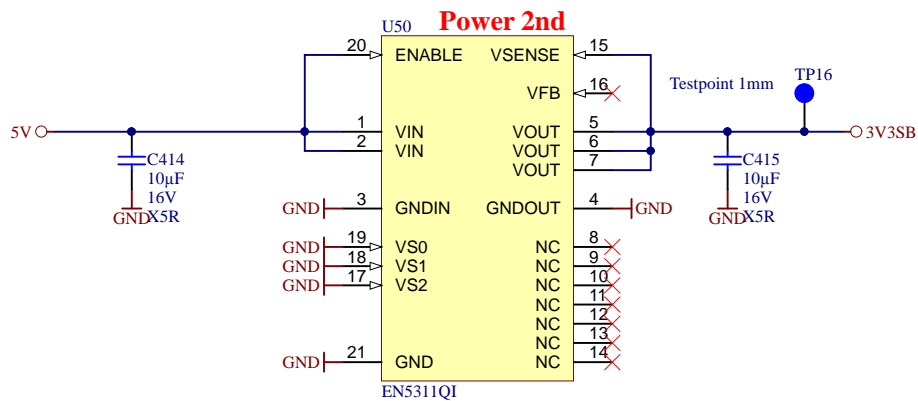 Power 2nd
U50
20 ENABLE VSENSE 15
VFB 16
Testpoint 1mm
TP16
5V
1 VIN VOUT 5
2 VIN VOUT 6
VOUT 7
3V3SB
C414
10µF
16V
X5R
GND
C415
10µF
16V
X5R
GND
GND 3 GNDIN GNDOUT 4 GND
GND 19 VS0 NC 8
GND 18 VS1 NC 9
GND 17 VS2 NC 10
NC 11
NC 12
NC 13
GND 21 GND NC 14
EN5311QI